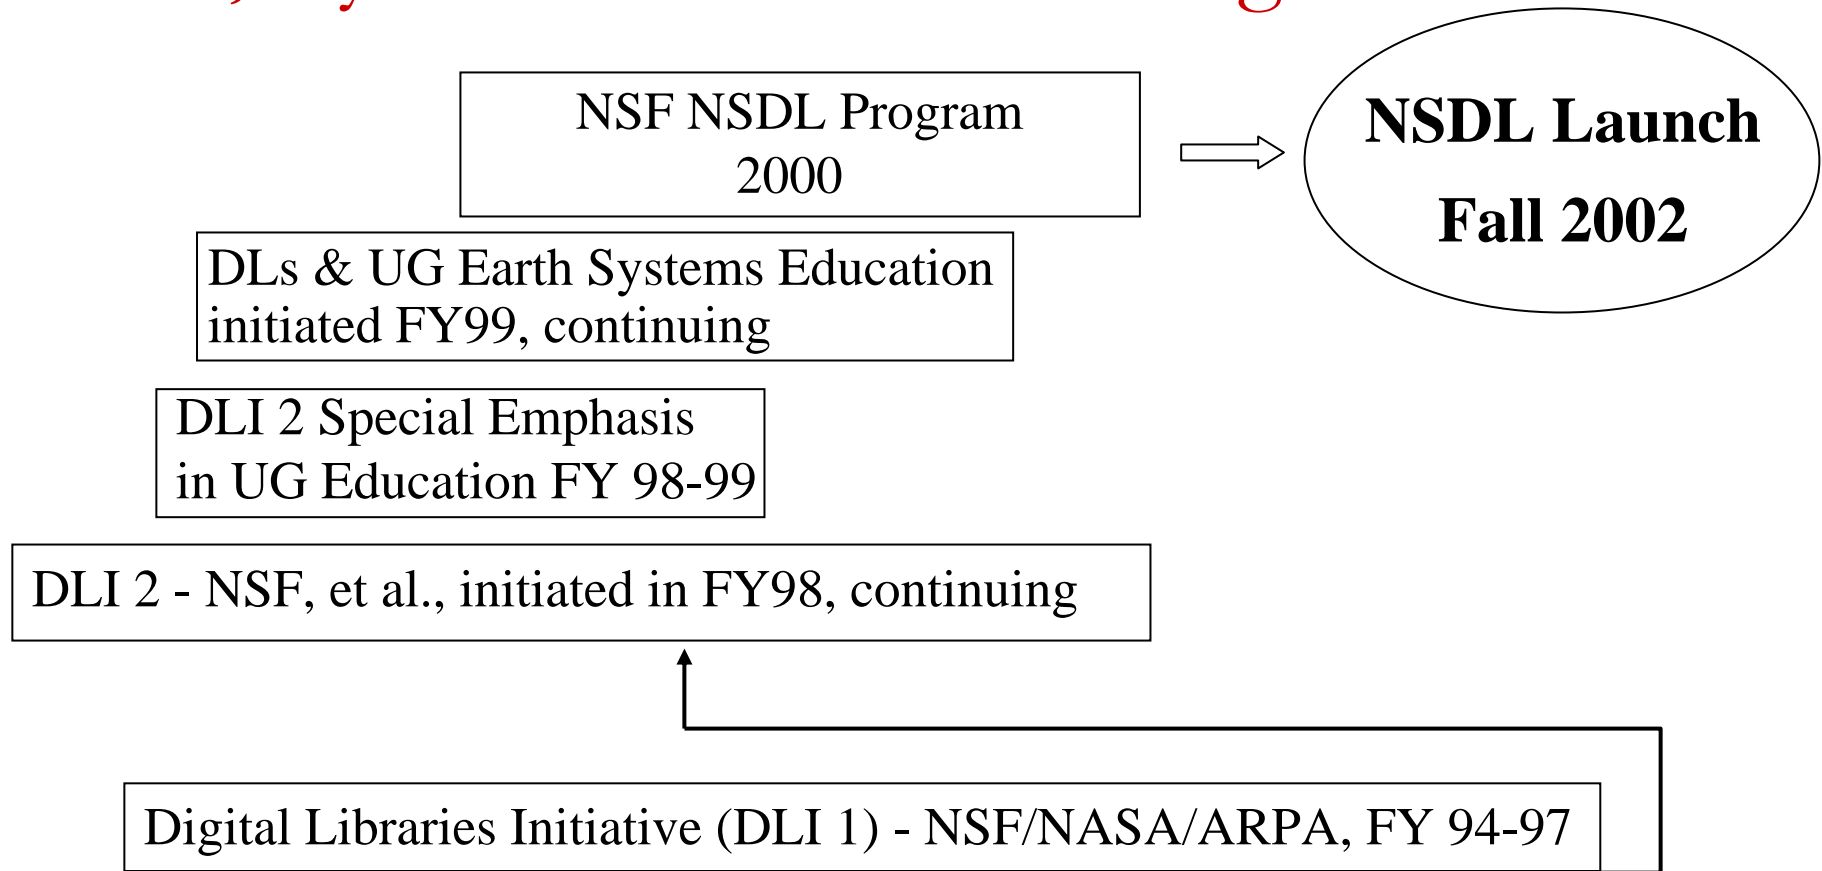 NSF NSDL Program
2000
NSDL Launch
Fall 2002
DLs & UG Earth Systems Education
initiated FY99, continuing
DLI 2 Special Emphasis
in UG Education FY 98-99
DLI 2 - NSF, et al., initiated in FY98, continuing
Digital Libraries Initiative (DLI 1) - NSF/NASA/ARPA, FY 94-97